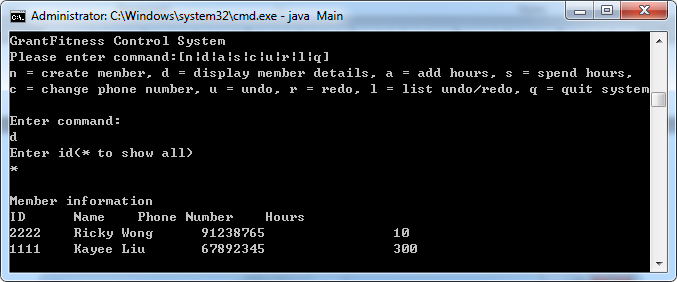 Administrator: C:\Windows\system32\cmd.exe - java Main
GrantFitness Control System
Please enter command:[n|d|a|s|c|u|r|l|q]
n = create member, d = display member details, a = add hours, s = spend hours,
c = change phone number, u = undo, r = redo, l = list undo/redo, q = quit system
Enter command:
d
Enter id(* to show all)
*
Member information
ID Name Phone Number Hours
2222 Ricky Wong 91238765 10
1111 Kayee Liu 67892345 300